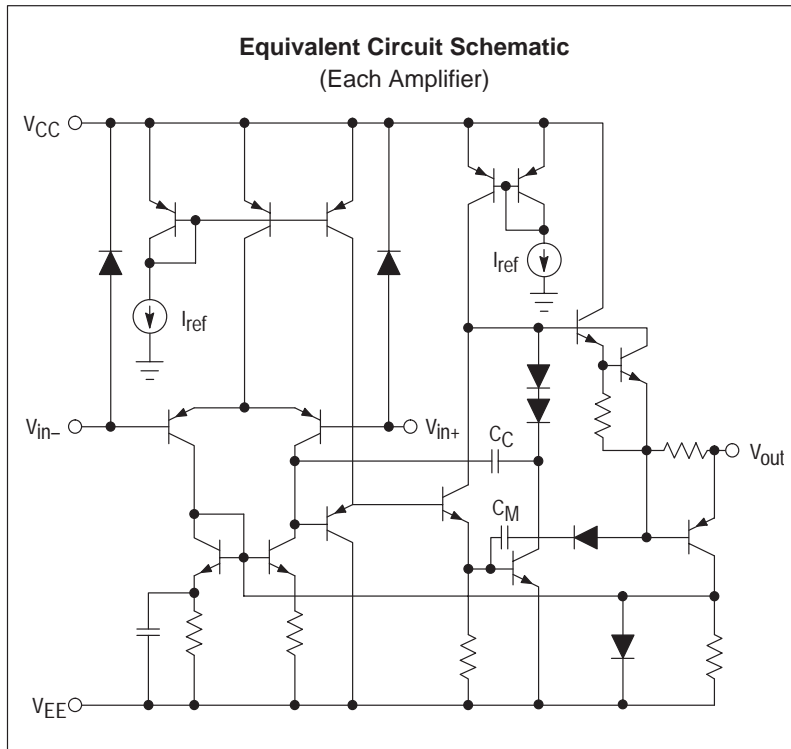 Equivalent Circuit Schematic
(Each Amplifier)
VCC
Iref
Iref
Vin–
Vin+
CC
Vout
CM
VEE